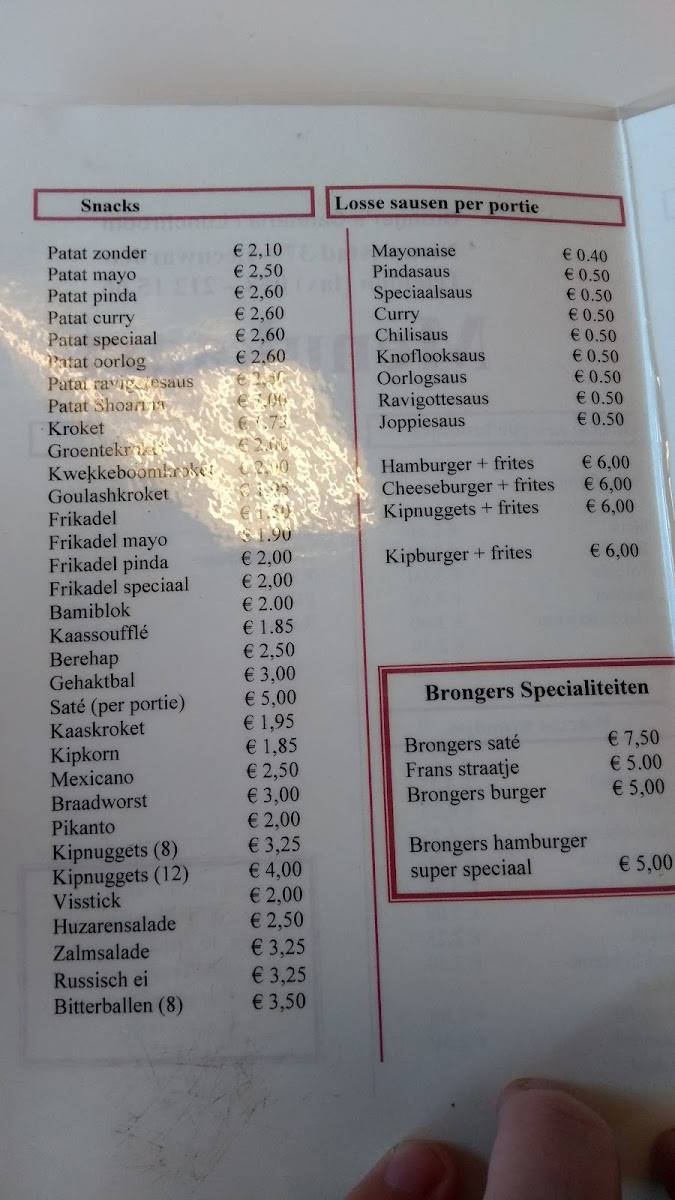 Snacks
Patat zonder € 2,10
Patat mayo € 2,50
Patat pinda € 2,60
Patat curry € 2,60
Patat speciaal € 2,60
Patat oorlog € 2,60
Patat ravigottesaus
Patat Shoarma
Kroket
Groentekroket
Kwekkeboomkroket
Goulashkroket
Frikadel
Frikadel mayo € 1.90
Frikadel pinda € 2,00
Frikadel speciaal € 2,00
Bamiblok € 2.00
Kaassoufflé € 1.85
Berehap € 2,50
Gehaktbal € 3,00
Saté (per portie) € 5,00
Kaaskroket € 1,95
Kipkorn € 1,85
Mexicano € 2,50
Braadworst € 3,00
Pikanto € 2,00
Kipnuggets (8) € 3,25
Kipnuggets (12) € 4,00
Visstick € 2,00
Huzarensalade € 2,50
Zalmsalade € 3,25
Russisch ei € 3,25
Bitterballen (8) € 3,50
Losse sausen per portie
Mayonaise € 0.40
Pindasaus € 0.50
Speciaalsaus € 0.50
Curry € 0.50
Chilisaus € 0.50
Knoflooksaus € 0.50
Oorlogsaus € 0.50
Ravigottesaus € 0.50
Joppiesaus € 0.50
Hamburger + frites € 6,00
Cheeseburger + frites € 6,00
Kipnuggets + frites € 6,00
Kipburger + frites € 6,00
Brongers Specialiteiten
Brongers saté € 7,50
Frans straatje € 5.00
Brongers burger € 5,00
Brongers hamburger
super speciaal € 5,00